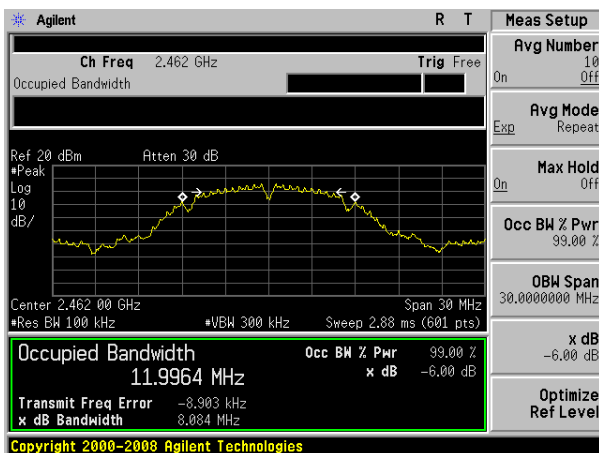 Agilent R T Meas Setup
Ch Freq 2.462 GHz Trig Free
Occupied Bandwidth
Avg Number
10
On Off
Avg Mode
Exp Repeat
Max Hold
On Off
Occ BW % Pwr
99.00 %
OBW Span
30.0000000 MHz
x dB
-6.00 dB
Optimize
Ref Level
Ref 20 dBm Atten 30 dB
#Peak
Log
10
dB/
Center 2.462 00 GHz Span 30 MHz
#Res BW 100 kHz #VBW 300 kHz Sweep 2.88 ms (601 pts)
Occupied Bandwidth Occ BW % Pwr 99.00 %
11.9964 MHz x dB -6.00 dB
Transmit Freq Error -8.903 kHz
x dB Bandwidth 8.084 MHz
Copyright 2000-2008 Agilent Technologies